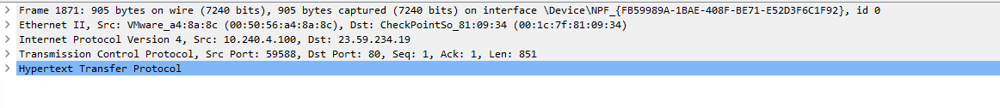 Frame 1871: 905 bytes on wire (7240 bits), 905 bytes captured (7240 bits) on interface \Device\NPF_{FB59989A-1BAE-408F-BE71-E52D3F6C1F92}, id 0
Ethernet II, Src: VMware_a4:8a:8c (00:50:56:a4:8a:8c), Dst: CheckPointSo_81:09:34 (00:1c:7f:81:09:34)
Internet Protocol Version 4, Src: 10.240.4.100, Dst: 23.59.234.19
Transmission Control Protocol, Src Port: 59588, Dst Port: 80, Seq: 1, Ack: 1, Len: 851
Hypertext Transfer Protocol